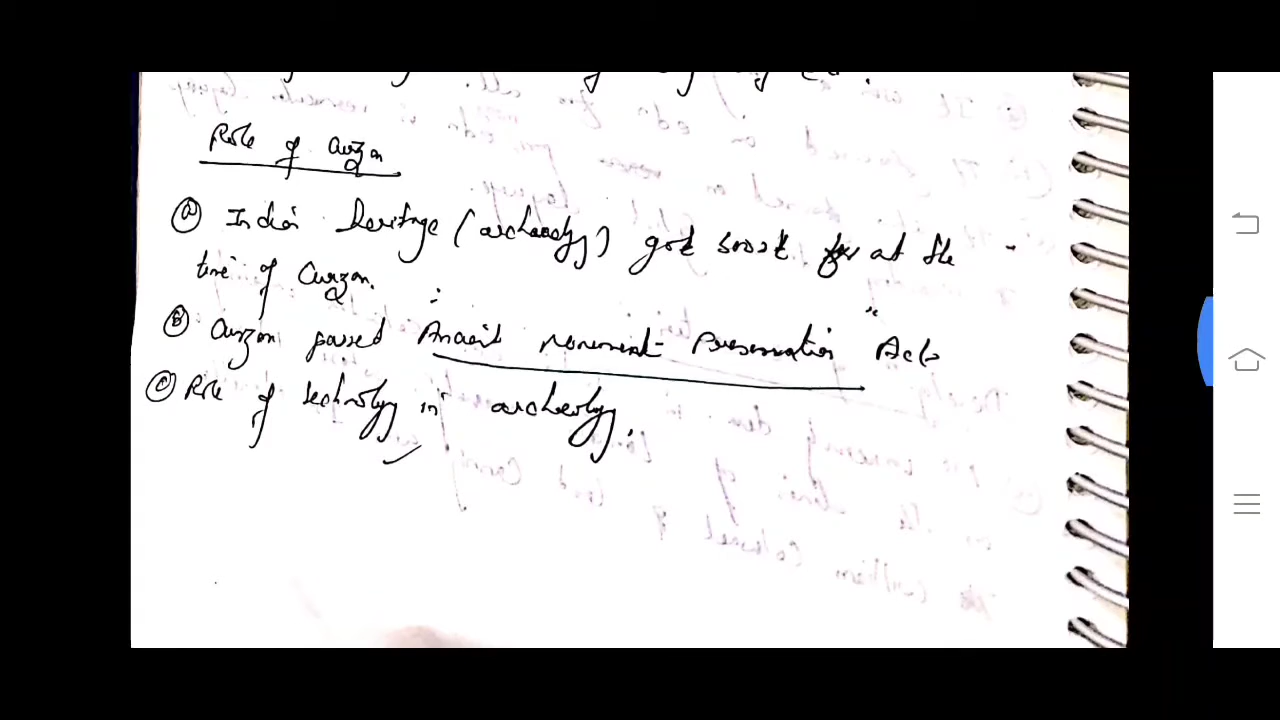 Role of Curzon
(a) Indian Heritage (archaeology) got boost for at the
time of Curzon.
(b) Curzon passed "Ancient Monument Preservation" Act.
(c) Role of technology in archeology.